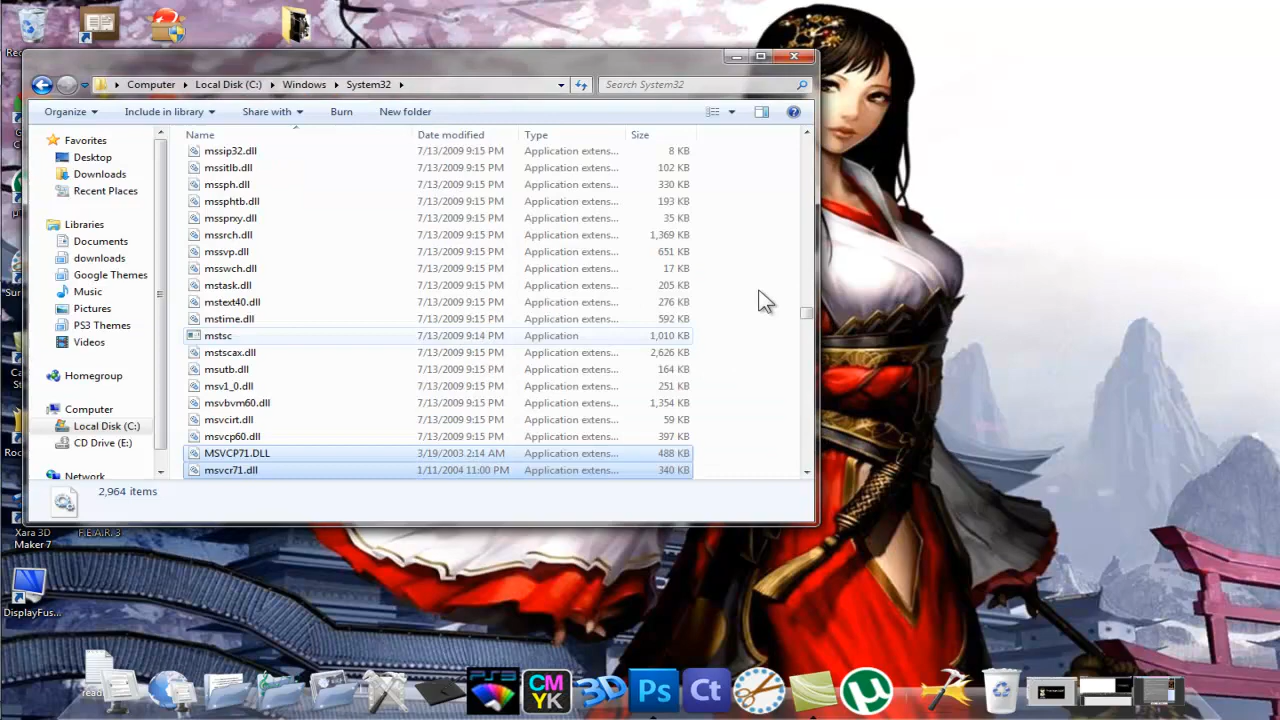 Computer ▸ Local Disk (C:) ▸ Windows ▸ System32 ▸
Search System32
Organize
Include in library
Share with
Burn
New folder
Name Date modified Type Size
Favorites
Desktop
Downloads
Recent Places
Libraries
Documents
downloads
Google Themes
Music
Pictures
PS3 Themes
Videos
Homegroup
Computer
Local Disk (C:)
CD Drive (E:)
Network
mssip32.dll 7/13/2009 9:15 PM Application extens... 8 KB
mssitlb.dll 7/13/2009 9:15 PM Application extens... 102 KB
mssph.dll 7/13/2009 9:15 PM Application extens... 330 KB
mssphtb.dll 7/13/2009 9:15 PM Application extens... 193 KB
mssprxy.dll 7/13/2009 9:15 PM Application extens... 35 KB
mssrch.dll 7/13/2009 9:15 PM Application extens... 1,369 KB
mssvp.dll 7/13/2009 9:15 PM Application extens... 651 KB
msswch.dll 7/13/2009 9:15 PM Application extens... 17 KB
mstask.dll 7/13/2009 9:15 PM Application extens... 205 KB
mstext40.dll 7/13/2009 9:15 PM Application extens... 276 KB
mstime.dll 7/13/2009 9:15 PM Application extens... 592 KB
mstsc 7/13/2009 9:14 PM Application 1,010 KB
mstscax.dll 7/13/2009 9:15 PM Application extens... 2,626 KB
msutb.dll 7/13/2009 9:15 PM Application extens... 164 KB
msv1_0.dll 7/13/2009 9:15 PM Application extens... 251 KB
msvbvm60.dll 7/13/2009 9:15 PM Application extens... 1,354 KB
msvcirt.dll 7/13/2009 9:15 PM Application extens... 59 KB
msvcp60.dll 7/13/2009 9:15 PM Application extens... 397 KB
MSVCP71.DLL 3/19/2003 2:14 AM Application extens... 488 KB
msvcr71.dll 1/11/2004 11:00 PM Application extens... 340 KB
2,964 items
Xara 3D
Maker 7
F.E.A.R. 3
DisplayFus...
PS3
CM
YK
3D
Ps
Ct
µ